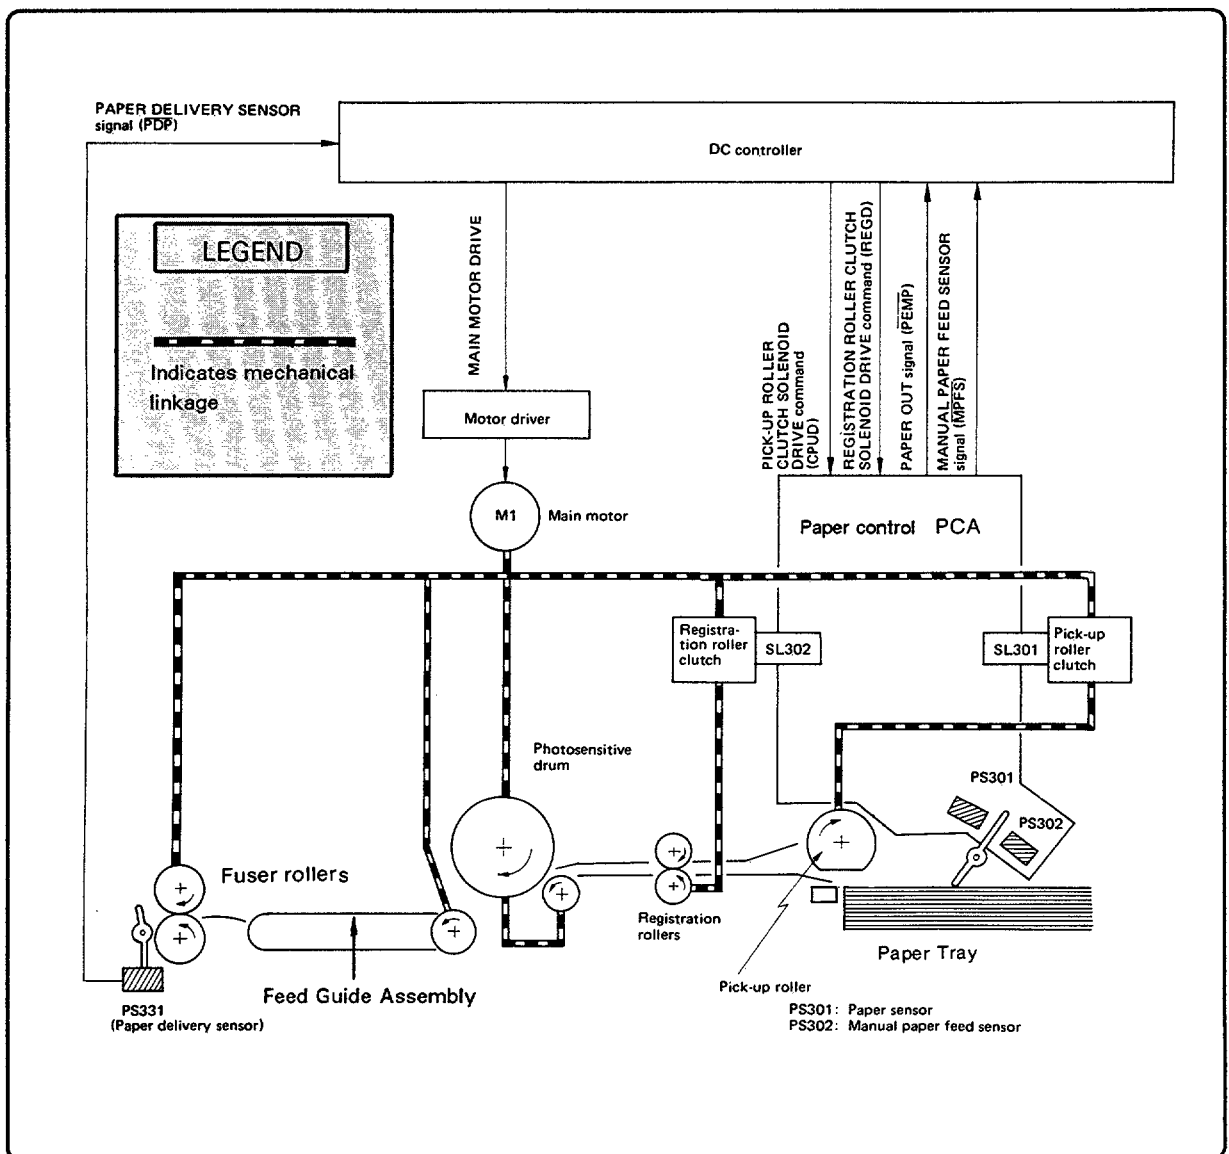 PAPER DELIVERY SENSOR
signal (PDP)
DC controller
LEGEND
Indicates mechanical
linkage
MAIN MOTOR DRIVE
PICK-UP ROLLER
CLUTCH SOLENOID
DRIVE command
(CPUD)
REGISTRATION ROLLER CLUTCH
SOLENOID DRIVE command (REGD)
PAPER OUT signal (PEMP)
MANUAL PAPER FEED SENSOR
signal (MPFS)
Motor driver
M1
Main motor
Paper control PCA
Registra-
tion roller
clutch
SL302
SL301
Pick-up
roller
clutch
Photosensitive
drum
PS301
PS302
Fuser rollers
Registration
rollers
Paper Tray
Feed Guide Assembly
Pick-up roller
PS331
(Paper delivery sensor)
PS301: Paper sensor
PS302: Manual paper feed sensor